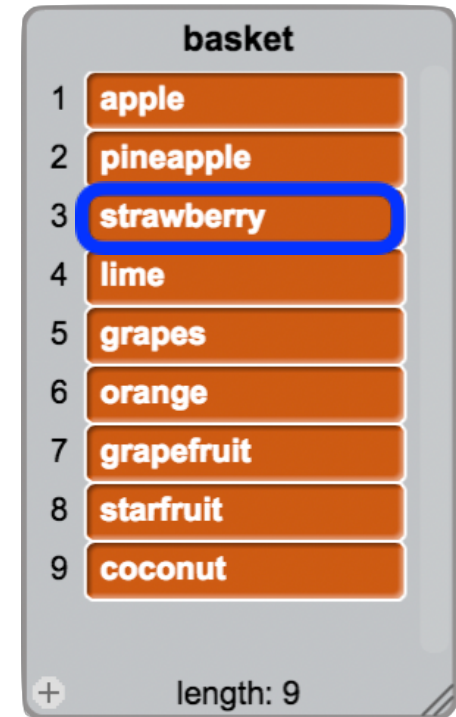 basket
1 apple
2 pineapple
3 strawberry
4 lime
5 grapes
6 orange
7 grapefruit
8 starfruit
9 coconut
+ length: 9